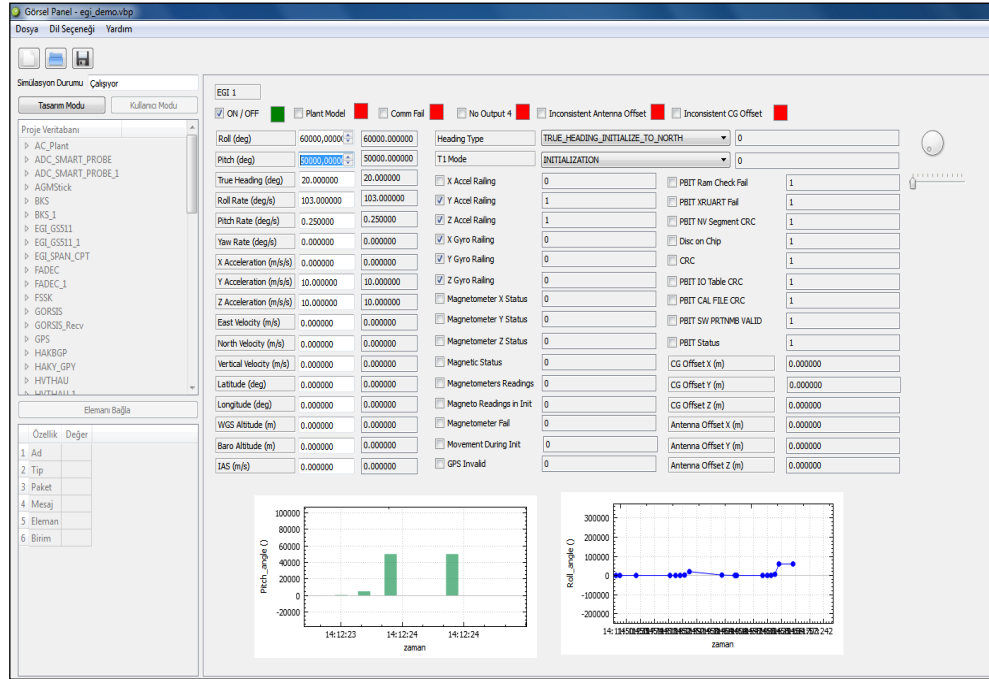 Görsel Panel - egi_demo.vbp
Dosya Dil Seçeneği Yardım
Simülasyon Durumu Çalışıyor
Tasarım Modu Kullanıcı Modu
Proje Veritabanı
AC_Plant
ADC_SMART_PROBE
ADC_SMART_PROBE_1
AGMStick
BKS
BKS_1
EGI_GS511
EGI_GS511_1
EGI_SPAN_CPT
FADEC
FADEC_1
FSSK
GORSIS
GORSIS_Recv
GPS
HAKBGP
HAKY_GPY
HVTHAU
HVTHAU_1
Elemanı Bağla
Özellik Değer
1 Ad
2 Tip
3 Paket
4 Mesaj
5 Eleman
6 Birim
EGI 1
ON / OFF Plant Model Comm Fail No Output 4 Inconsistent Antenna Offset Inconsistent CG Offset
Roll (deg) 60000,0000 60000.000000
Pitch (deg) 50000,0000 50000.000000
True Heading (deg) 20.000000 20.000000
Roll Rate (deg/s) 103.000000 103.000000
Pitch Rate (deg/s) 0.250000 0.250000
Yaw Rate (deg/s) 0.000000 0.000000
X Acceleration (m/s/s) 0.000000 0.000000
Y Acceleration (m/s/s) 10.000000 10.000000
Z Acceleration (m/s/s) 10.000000 10.000000
East Velocity (m/s) 0.000000 0.000000
North Velocity (m/s) 0.000000 0.000000
Vertical Velocity (m/s) 0.000000 0.000000
Latitude (deg) 0.000000 0.000000
Longitude (deg) 0.000000 0.000000
WGS Altitude (m) 0.000000 0.000000
Baro Altitude (m) 0.000000 0.000000
IAS (m/s) 0.000000 0.000000
Heading Type TRUE_HEADING_INITIALIZE_TO_NORTH 0
T1 Mode INITIALIZATION 0
X Accel Railing 0
Y Accel Railing 1
Z Accel Railing 1
X Gyro Railing 0
Y Gyro Railing 0
Z Gyro Railing 0
Magnetometer X Status 0
Magnetometer Y Status 0
Magnetometer Z Status 0
Magnetic Status 0
Magnetometers Readings 0
Magneto Readings in Init 0
Magnetometer Fail 0
Movement During Init 0
GPS Invalid 0
PBIT Ram Check Fail 1
PBIT XRUART Fail 1
PBIT NV Segment CRC 1
Disc on Chip 1
CRC 1
PBIT IO Table CRC 1
PBIT CAL FILE CRC 1
PBIT SW PRTNMB VALID 1
PBIT Status 1
CG Offset X (m) 0.000000
CG Offset Y (m) 0.000000
CG Offset Z (m) 0.000000
Antenna Offset X (m) 0.000000
Antenna Offset Y (m) 0.000000
Antenna Offset Z (m) 0.000000
Pitch_angle ()
100000
80000
60000
40000
20000
0
-20000
14:12:23 14:12:24 14:12:24
zaman
Roll_angle ()
300000
200000
100000
0
-100000
-200000
zaman